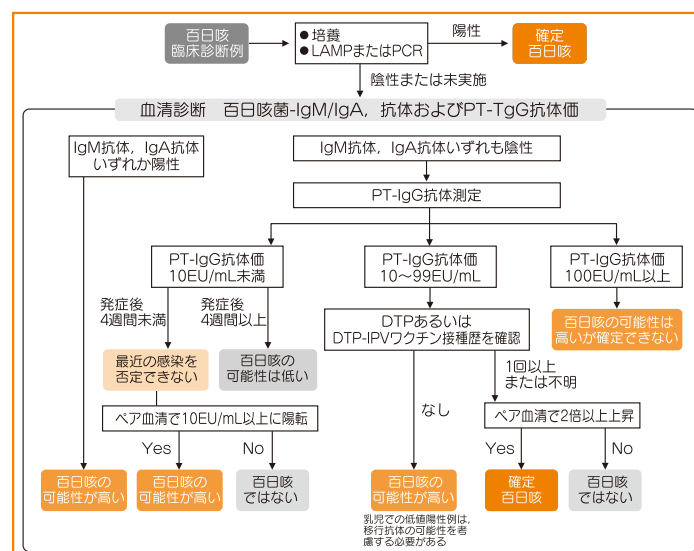 百日咳
臨床診断例
● 培養
● LAMPまたはPCR
陽性
確定
百日咳
陰性または未実施
血清診断　百日咳菌-IgM/IgA，抗体およびPT-TgG抗体価
IgM抗体，IgA抗体
いずれか陽性
IgM抗体，IgA抗体いずれも陰性
PT-IgG抗体測定
PT-IgG抗体価
10EU/mL未満
PT-IgG抗体価
10〜99EU/mL
PT-IgG抗体価
100EU/mL以上
発症後
4週間未満
発症後
4週間以上
DTPあるいは
DTP-IPVワクチン接種歴を確認
百日咳の可能性は
高いが確定できない
最近の感染を
否定できない
百日咳の
可能性は低い
1回以上
または不明
なし
ペア血清で10EU/mL以上に陽転
ペア血清で2倍以上上昇
Yes
No
Yes
No
百日咳の
可能性が高い
百日咳の
可能性が高い
百日咳
ではない
百日咳の
可能性が高い
確定
百日咳
百日咳
ではない
乳児での低値陽性例は，
移行抗体の可能性を考
慮する必要がある